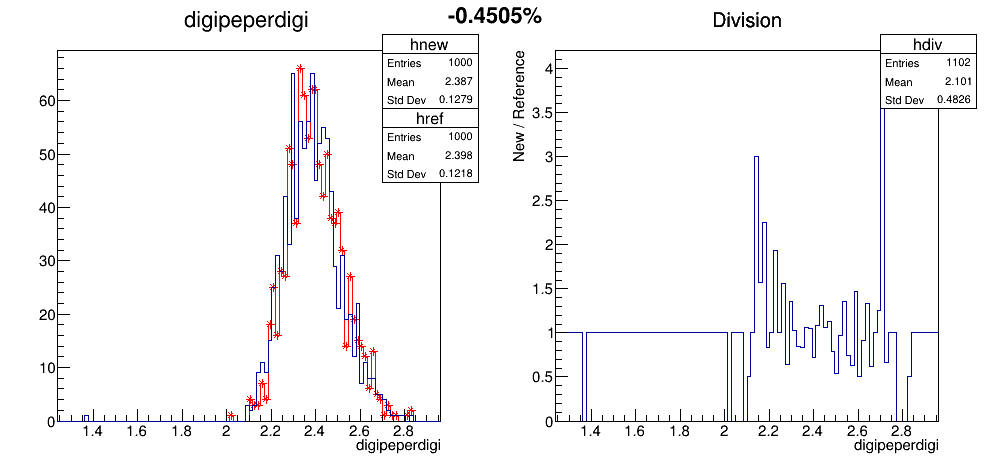 -0.4505%
digipeperdigi
hnew
Entries 1000
Mean 2.387
Std Dev 0.1279
href
Entries 1000
Mean 2.398
Std Dev 0.1218
60
50
40
30
20
10
0
1.4 1.6 1.8 2 2.2 2.4 2.6 2.8
digipeperdigi
Division
hdiv
Entries 1102
Mean 2.101
Std Dev 0.4826
New / Reference
4
3.5
3
2.5
2
1.5
1
0.5
0
1.4 1.6 1.8 2 2.2 2.4 2.6 2.8
digipeperdigi